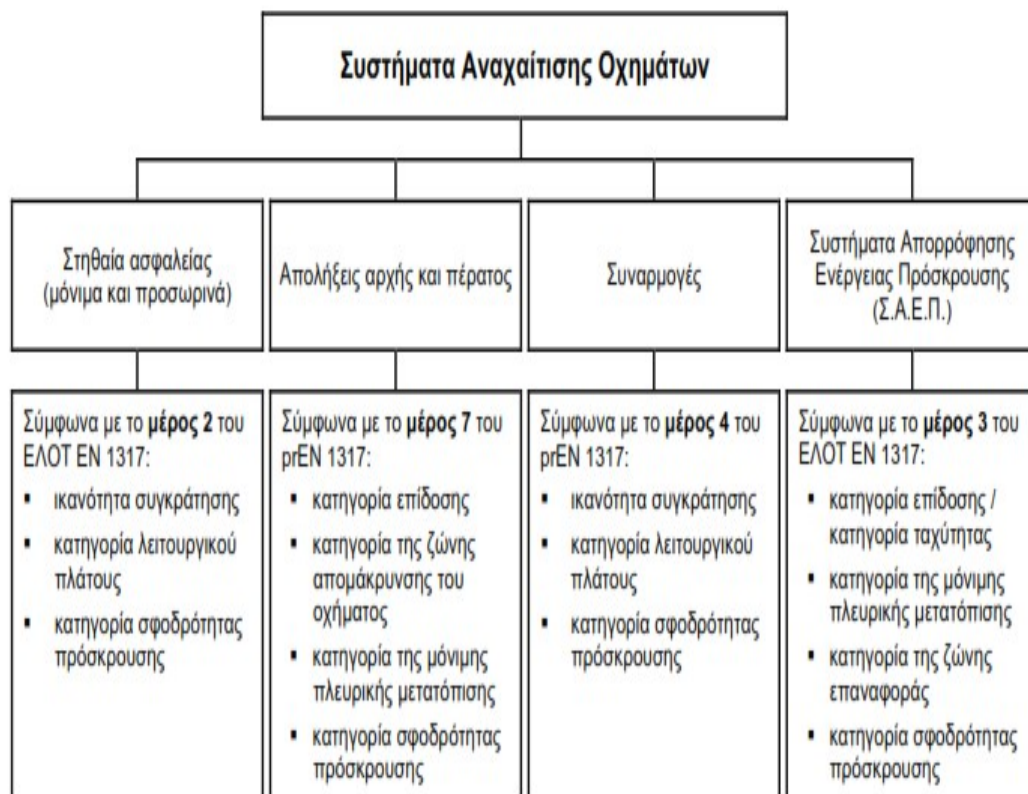 Συστήματα Αναχαίτισης Οχημάτων
Στηθαία ασφαλείας
(μόνιμα και προσωρινά)
Απολήξεις αρχής και πέρατος
Συναρμογές
Συστήματα Απορρόφησης
Ενέργειας Πρόσκρουσης
(Σ.Α.Ε.Π.)
Σύμφωνα με το μέρος 2 του
ΕΛΟΤ ΕΝ 1317:
▪ ικανότητα συγκράτησης
▪ κατηγορία λειτουργικού
πλάτους
▪ κατηγορία σφοδρότητας
πρόσκρουσης
Σύμφωνα με το μέρος 7 του
prEN 1317:
▪ κατηγορία επίδοσης
▪ κατηγορία της ζώνης
απομάκρυνσης του
οχήματος
▪ κατηγορία της μόνιμης
πλευρικής μετατόπισης
▪ κατηγορία σφοδρότητας
πρόσκρουσης
Σύμφωνα με το μέρος 4 του
prEN 1317:
▪ ικανότητα συγκράτησης
▪ κατηγορία λειτουργικού
πλάτους
▪ κατηγορία σφοδρότητας
πρόσκρουσης
Σύμφωνα με το μέρος 3 του
ΕΛΟΤ ΕΝ 1317:
▪ κατηγορία επίδοσης /
κατηγορία ταχύτητας
▪ κατηγορία της μόνιμης
πλευρικής μετατόπισης
▪ κατηγορία της ζώνης
επαναφοράς
▪ κατηγορία σφοδρότητας
πρόσκρουσης